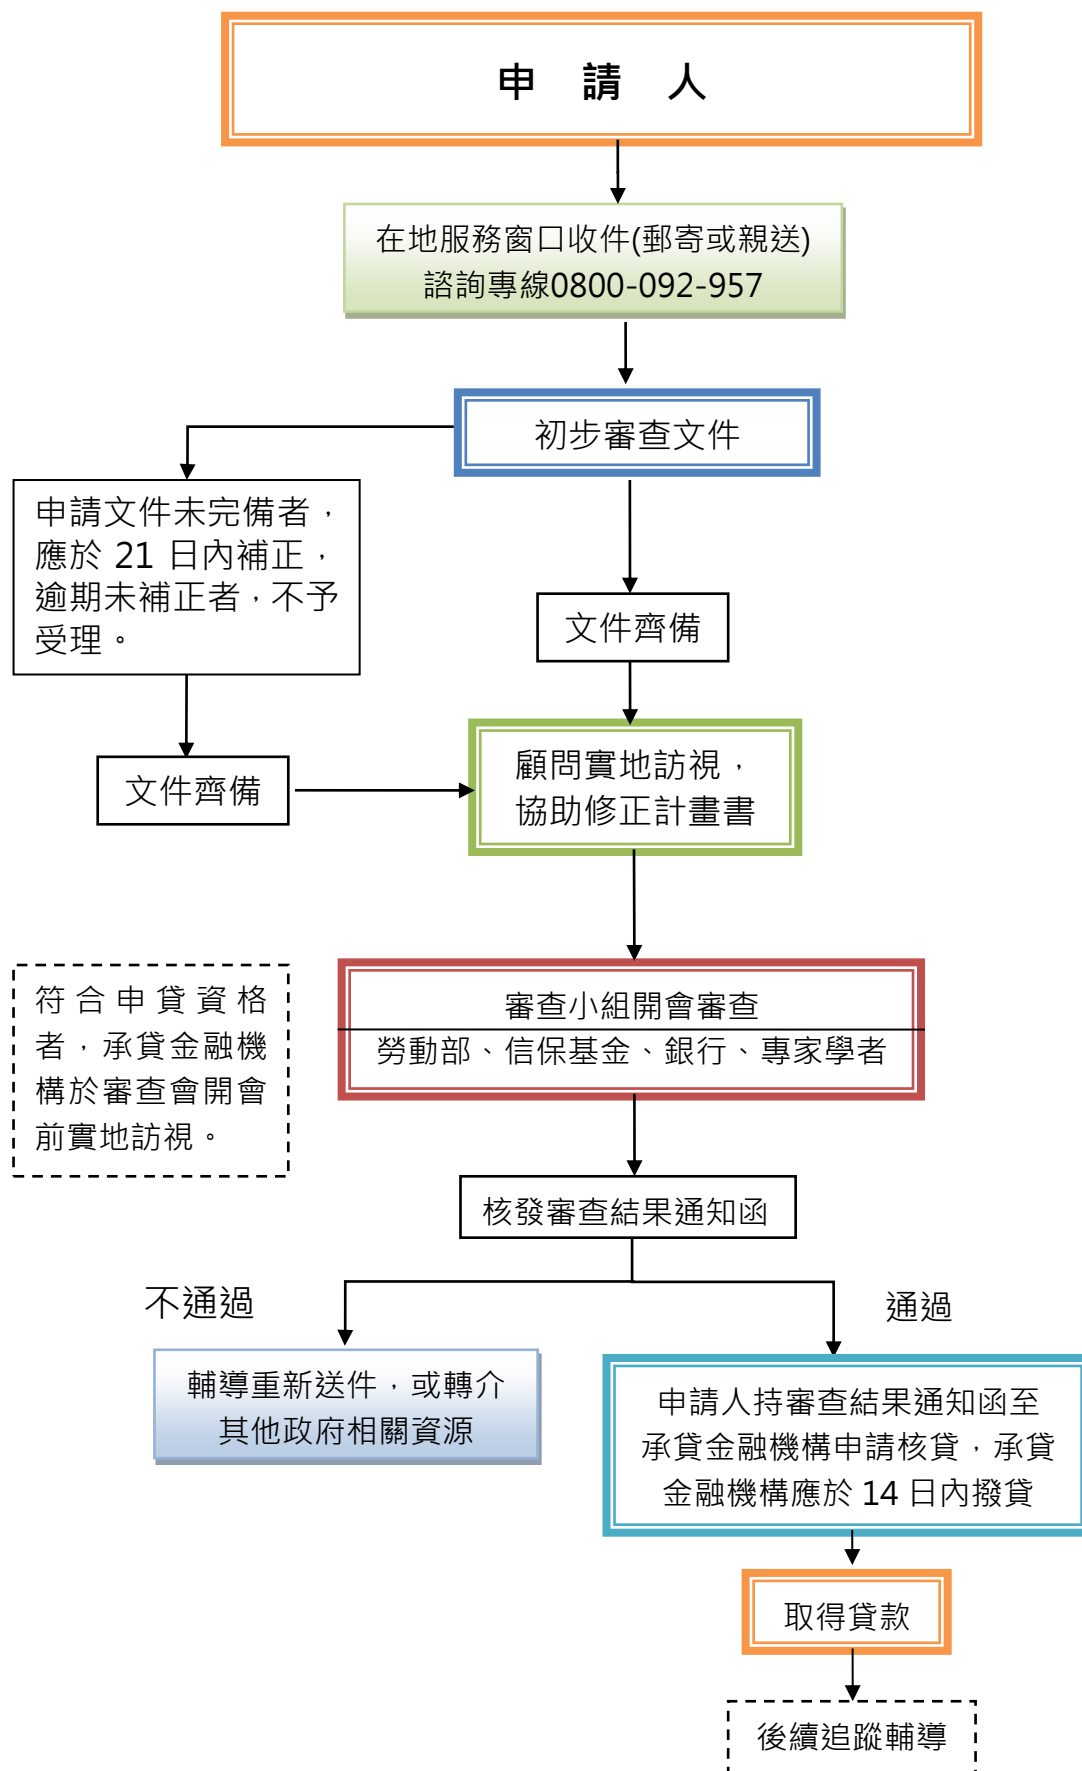 申　請　人
在地服務窗口收件(郵寄或親送)
諮詢專線0800-092-957
初步審查文件
申請文件未完備者，
應於 21 日內補正，
逾期未補正者，不予
受理。
文件齊備
文件齊備
顧問實地訪視，
協助修正計畫書
符合申貸資格
者，承貸金融機
構於審查會開會
前實地訪視。
審查小組開會審查
勞動部、信保基金、銀行、專家學者
核發審查結果通知函
不通過
通過
輔導重新送件，或轉介
其他政府相關資源
申請人持審查結果通知函至
承貸金融機構申請核貸，承貸
金融機構應於 14 日內撥貸
取得貸款
後續追蹤輔導